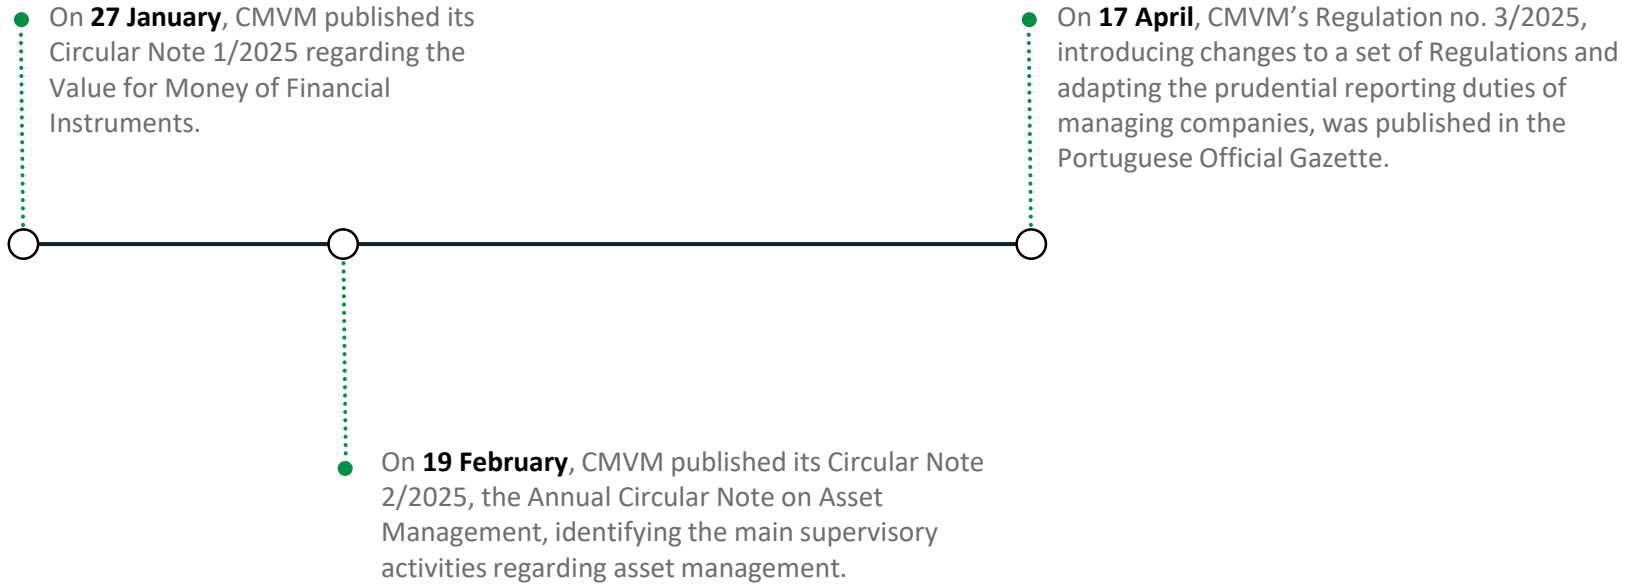 On 27 January, CMVM published its
Circular Note 1/2025 regarding the
Value for Money of Financial
Instruments.
On 17 April, CMVM’s Regulation no. 3/2025,
introducing changes to a set of Regulations and
adapting the prudential reporting duties of
managing companies, was published in the
Portuguese Official Gazette.
On 19 February, CMVM published its Circular Note
2/2025, the Annual Circular Note on Asset
Management, identifying the main supervisory
activities regarding asset management.